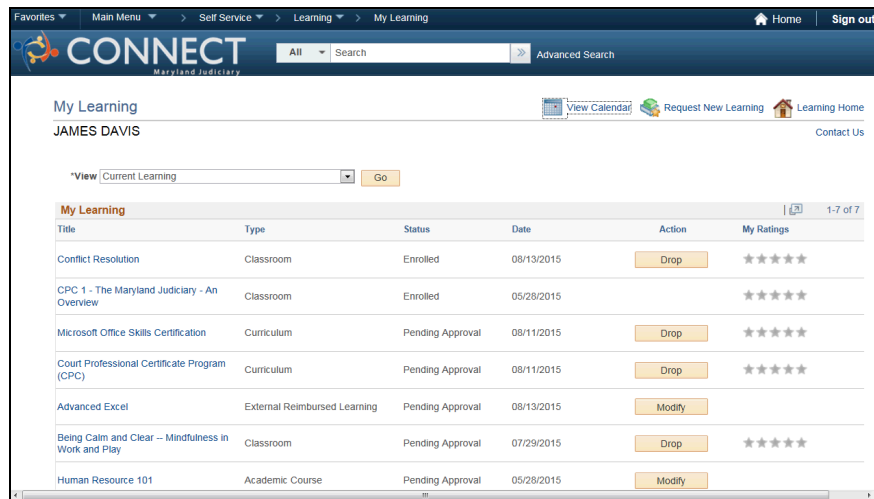 Favorites Main Menu > Self Service > Learning > My Learning Home Sign out
CONNECT
Maryland Judiciary
All Search » Advanced Search
My Learning View Calendar Request New Learning Learning Home
JAMES DAVIS Contact Us
*View Current Learning Go
My Learning 1-7 of 7
Title Type Status Date Action My Ratings
Conflict Resolution Classroom Enrolled 08/13/2015 Drop
CPC 1 - The Maryland Judiciary - An
Overview Classroom Enrolled 05/28/2015
Microsoft Office Skills Certification Curriculum Pending Approval 08/11/2015 Drop
Court Professional Certificate Program
(CPC) Curriculum Pending Approval 08/11/2015 Drop
Advanced Excel External Reimbursed Learning Pending Approval 08/13/2015 Modify
Being Calm and Clear -- Mindfulness in
Work and Play Classroom Pending Approval 07/29/2015 Drop
Human Resource 101 Academic Course Pending Approval 05/28/2015 Modify